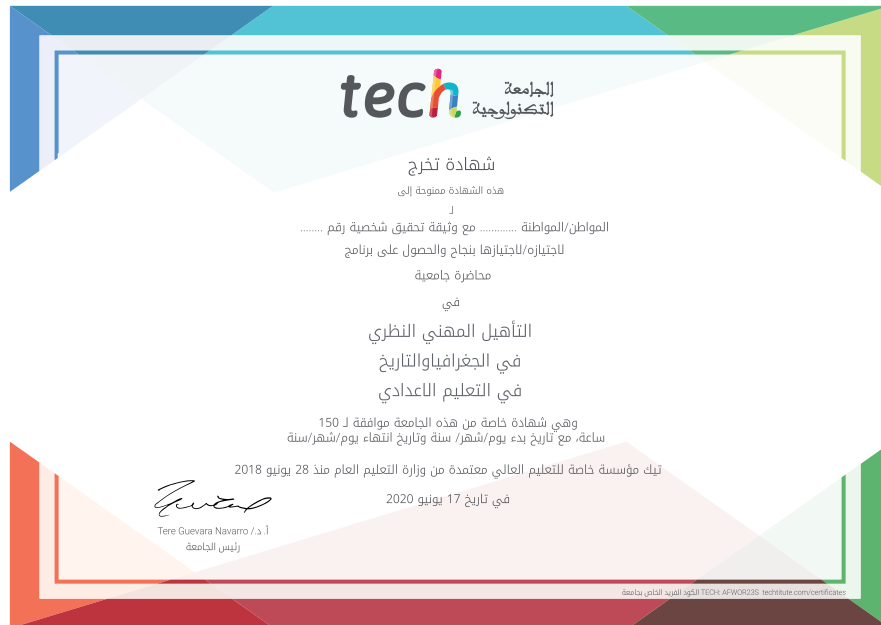 tech الجامعة
التكنولوجية
شهادة تخرج
هذه الشهادة ممنوحة إلى
لـ
المواطن/المواطنة ............. مع وثيقة تحقيق شخصية رقم ........
لاجتيازه/لاجتيازها بنجاح والحصول على برنامج
محاضرة جامعية
في
التأهيل المهني النظري
في الجغرافياوالتاريخ
في التعليم الاعدادي
وهي شهادة خاصة من هذه الجامعة موافقة لـ 150
ساعة، مع تاريخ بدء يوم/شهر/ سنة وتاريخ انتهاء يوم/شهر/سنة
تيك مؤسسة خاصة للتعليم العالي معتمدة من وزارة التعليم العام منذ 28 يونيو 2018
في تاريخ 17 يونيو 2020
أ. د./ Tere Guevara Navarro
رئيس الجامعة
الكود الفريد الخاص بجامعة TECH: AFWOR23S techtitute.com/certificates